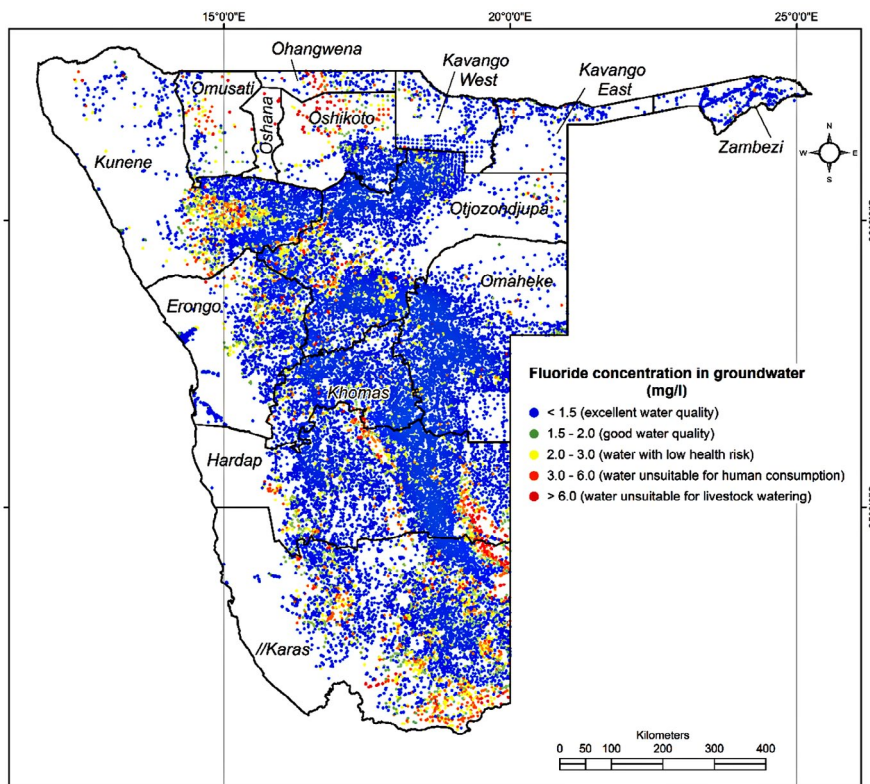 15°0'0"E
20°0'0"E
25°0'0"E
Ohangwena
Kavango
West
Kavango
East
Omusati
Oshana
Oshikoto
Kunene
Zambezi
N
W
E
S
Otjozondjupa
Omaheke
Erongo
Khomas
Hardap
//Karas
Fluoride concentration in groundwater
(mg/l)
< 1.5 (excellent water quality)
1.5 - 2.0 (good water quality)
2.0 - 3.0 (water with low health risk)
3.0 - 6.0 (water unsuitable for human consumption)
> 6.0 (water unsuitable for livestock watering)
Kilometers
0 50 100 200 300 400